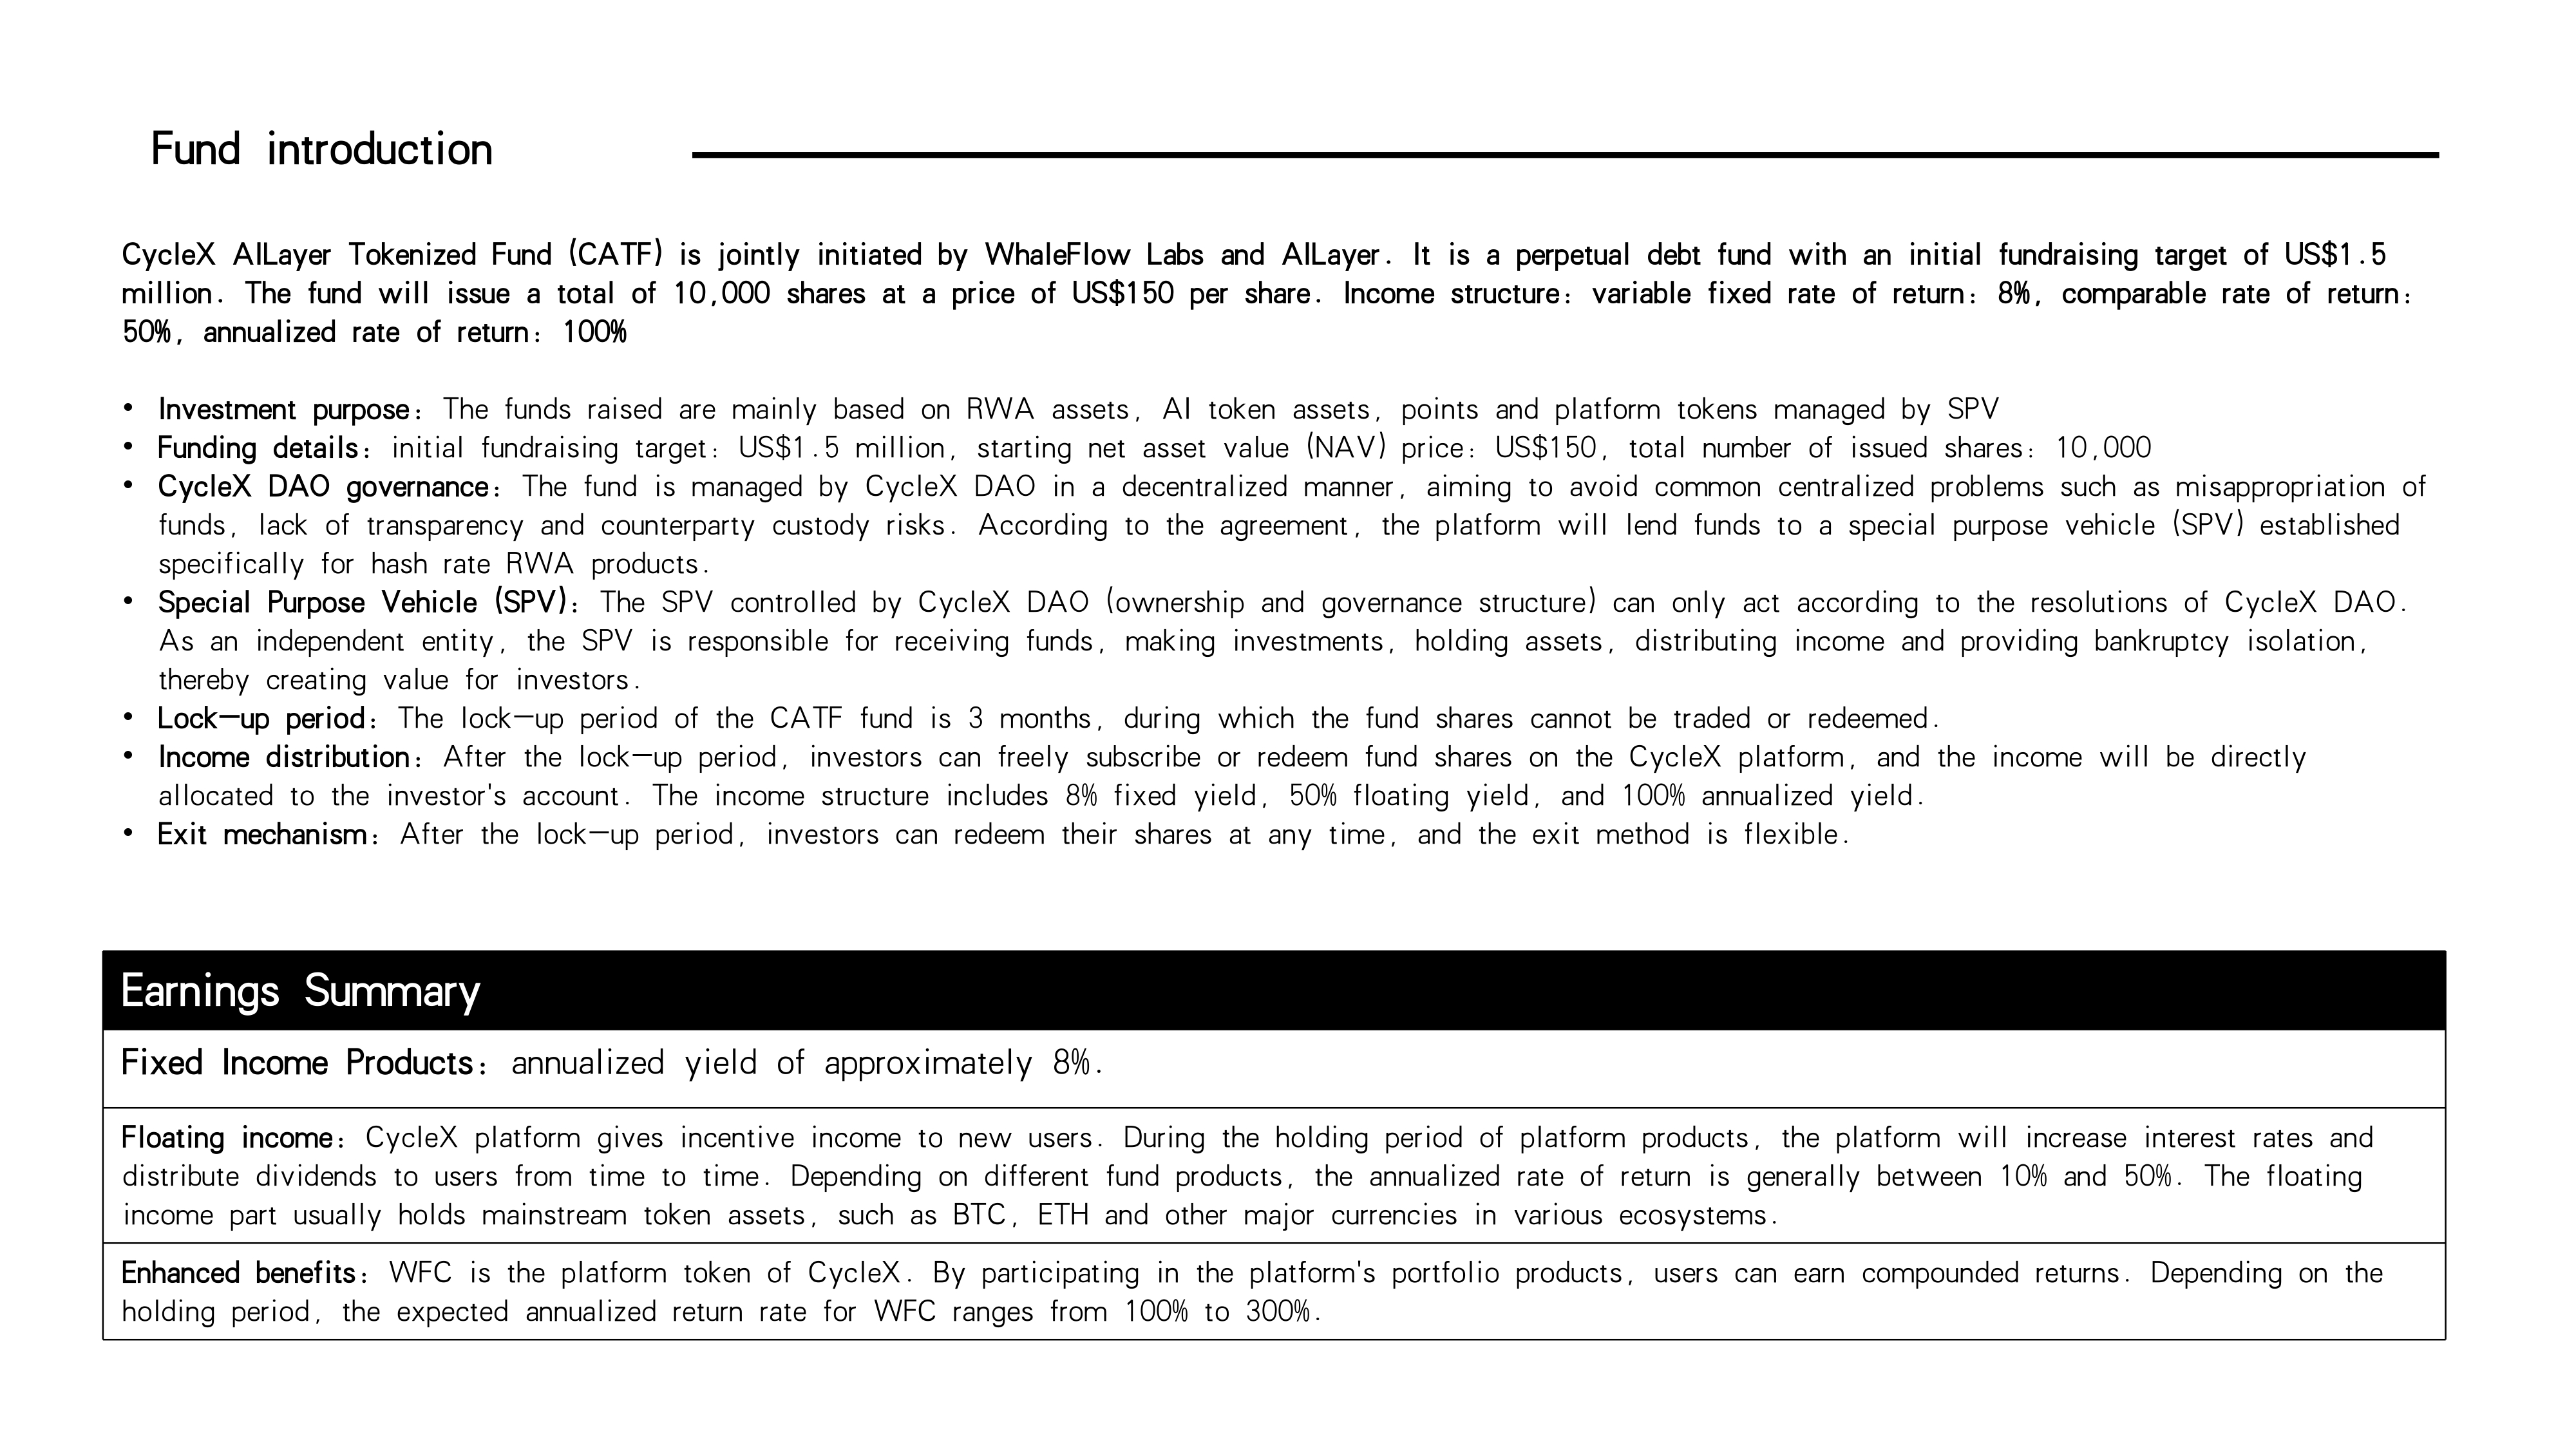 Fund introduction
CycleX AILayer Tokenized Fund (CATF) is jointly initiated by WhaleFlow Labs and AILayer. It is a perpetual debt fund with an initial fundraising target of US$1.5
million. The fund will issue a total of 10,000 shares at a price of US$150 per share. Income structure: variable fixed rate of return: 8%, comparable rate of return:
50%, annualized rate of return: 100%
• Investment purpose: The funds raised are mainly based on RWA assets, AI token assets, points and platform tokens managed by SPV
• Funding details: initial fundraising target: US$1.5 million, starting net asset value (NAV) price: US$150, total number of issued shares: 10,000
• CycleX DAO governance: The fund is managed by CycleX DAO in a decentralized manner, aiming to avoid common centralized problems such as misappropriation of
funds, lack of transparency and counterparty custody risks. According to the agreement, the platform will lend funds to a special purpose vehicle (SPV) established
specifically for hash rate RWA products.
• Special Purpose Vehicle (SPV): The SPV controlled by CycleX DAO (ownership and governance structure) can only act according to the resolutions of CycleX DAO.
As an independent entity, the SPV is responsible for receiving funds, making investments, holding assets, distributing income and providing bankruptcy isolation,
thereby creating value for investors.
• Lock—up period: The lock—up period of the CATF fund is 3 months, during which the fund shares cannot be traded or redeemed.
• Income distribution: After the lock—up period, investors can freely subscribe or redeem fund shares on the CycleX platform, and the income will be directly
allocated to the investor's account. The income structure includes 8% fixed yield, 50% floating yield, and 100% annualized yield.
• Exit mechanism: After the lock—up period, investors can redeem their shares at any time, and the exit method is flexible.
Earnings Summary
Fixed Income Products: annualized yield of approximately 8%.
Floating income: CycleX platform gives incentive income to new users. During the holding period of platform products, the platform will increase interest rates and
distribute dividends to users from time to time. Depending on different fund products, the annualized rate of return is generally between 10% and 50%. The floating
income part usually holds mainstream token assets, such as BTC, ETH and other major currencies in various ecosystems.
Enhanced benefits: WFC is the platform token of CycleX. By participating in the platform's portfolio products, users can earn compounded returns. Depending on the
holding period, the expected annualized return rate for WFC ranges from 100% to 300%.